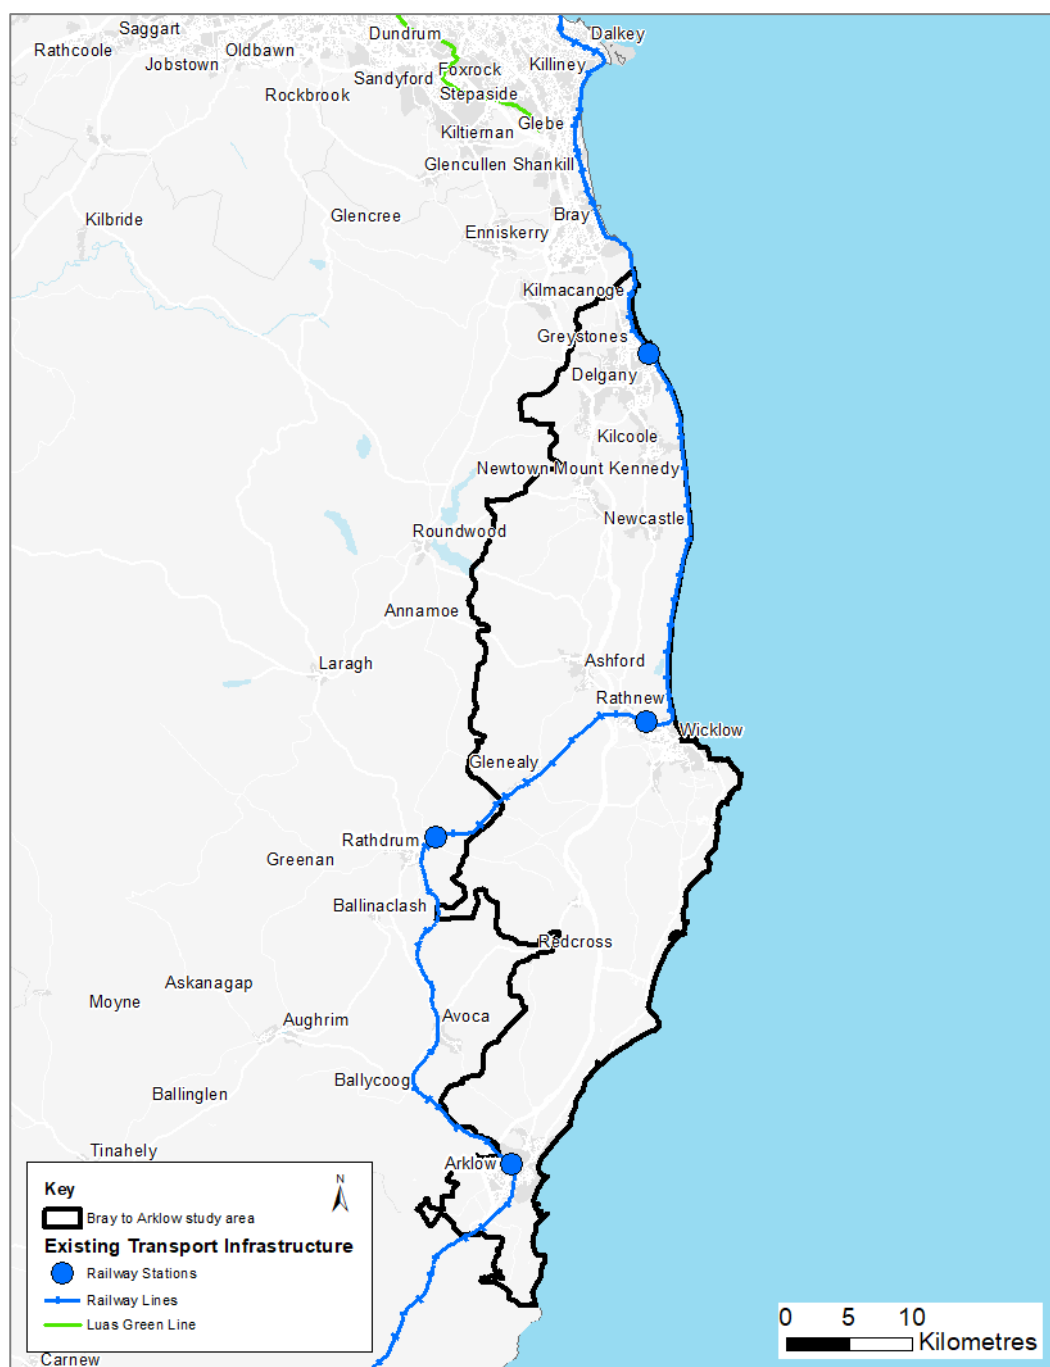 Saggart
Dundrum
Dalkey
Rathcoole
Oldbawn
Jobstown
Foxrock
Killiney
Sandyford
Rockbrook
Stepaside
Kiltiernan
Glebe
Glencullen Shankill
Kilbride
Glencree
Bray
Enniskerry
Kilmacanoge
Greystones
Delgany
Kilcoole
Newtown Mount Kennedy
Newcastle
Roundwood
Annamoe
Laragh
Ashford
Rathnew
Wicklow
Glenealy
Rathdrum
Greenan
Ballinaclash
Redcross
Askanagap
Moyne
Aughrim
Avoca
Ballycoog
Ballinglen
Tinahely
Arklow
Key
N
Bray to Arklow study area
Existing Transport Infrastructure
Railway Stations
Railway Lines
Luas Green Line
0 5 10
Kilometres
Carnew